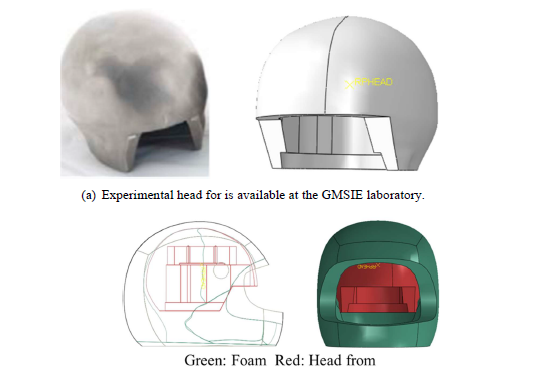 (a) Experimental head for is available at the GMSIE laboratory.
Green: Foam Red: Head from